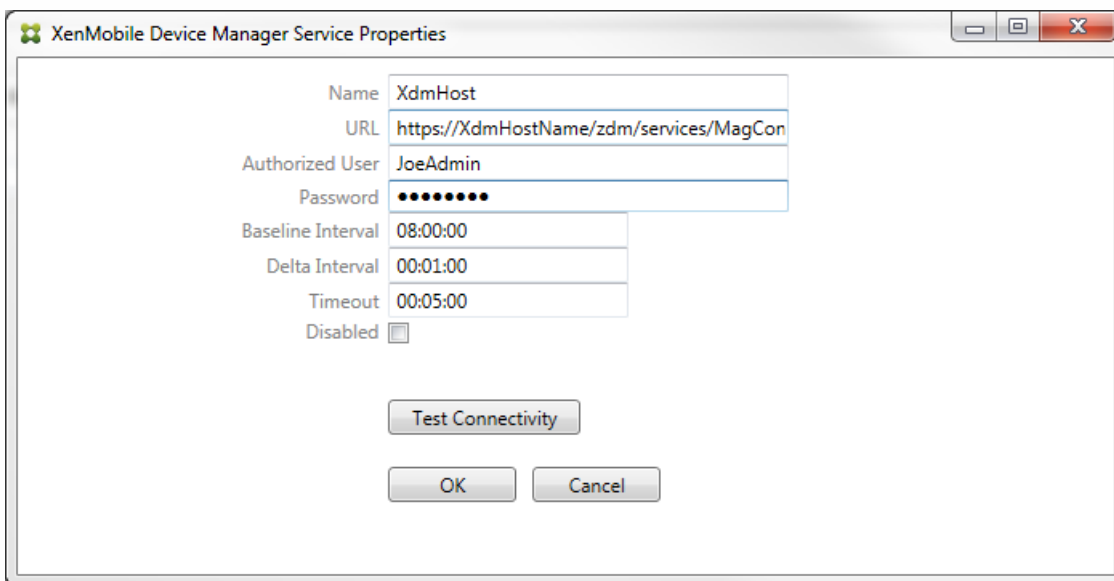 XenMobile Device Manager Service Properties
Name XdmHost
URL https://XdmHostName/zdm/services/MagCon
Authorized User JoeAdmin
Password ●●●●●●●●
Baseline Interval 08:00:00
Delta Interval 00:01:00
Timeout 00:05:00
Disabled
Test Connectivity
OK Cancel